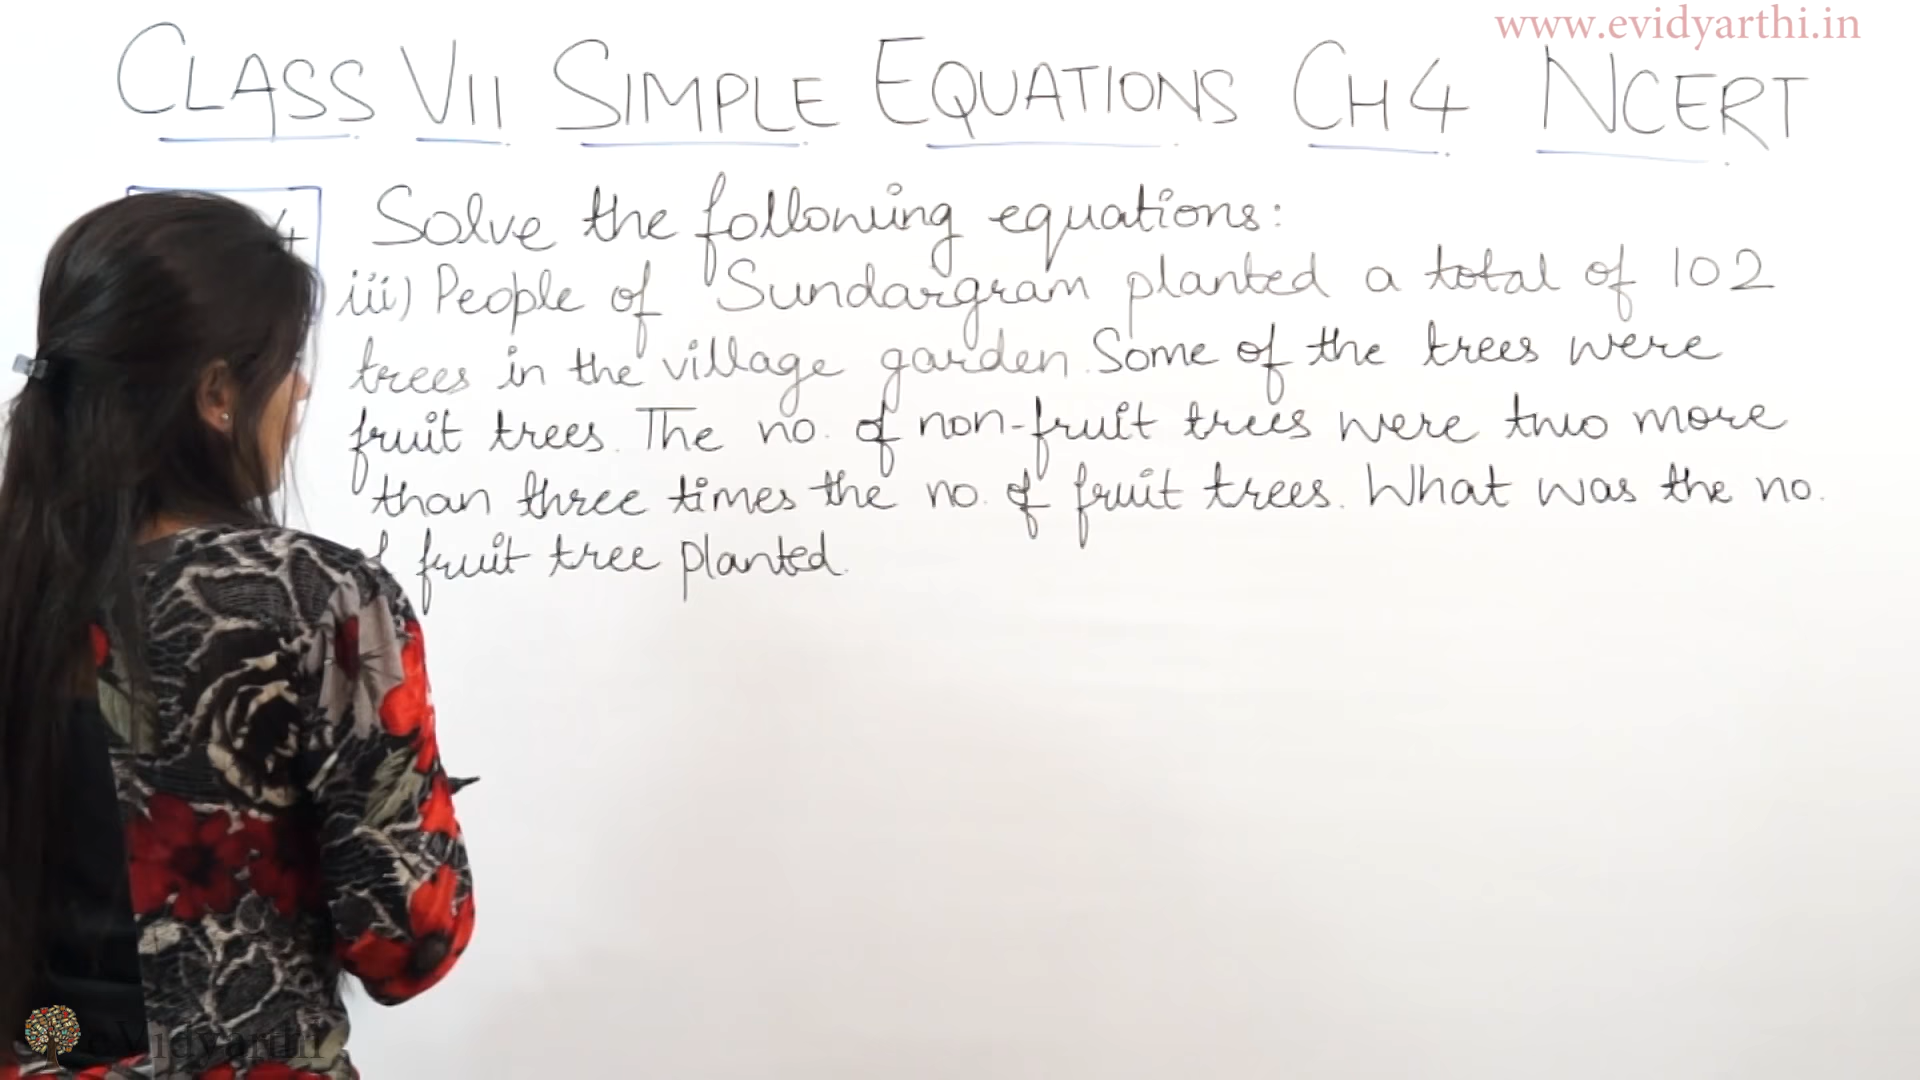 www.evidyarthi.in
CLASS VII SIMPLE EQUATIONS CH 4 NCERT
4 Solve the following equations:
iii) People of Sundargram planted a total of 102
trees in the village garden. Some of the trees were
fruit trees. The no. of non-fruit trees were two more
than three times the no. of fruit trees. What was the no.
fruit tree planted.
eVidyarthi